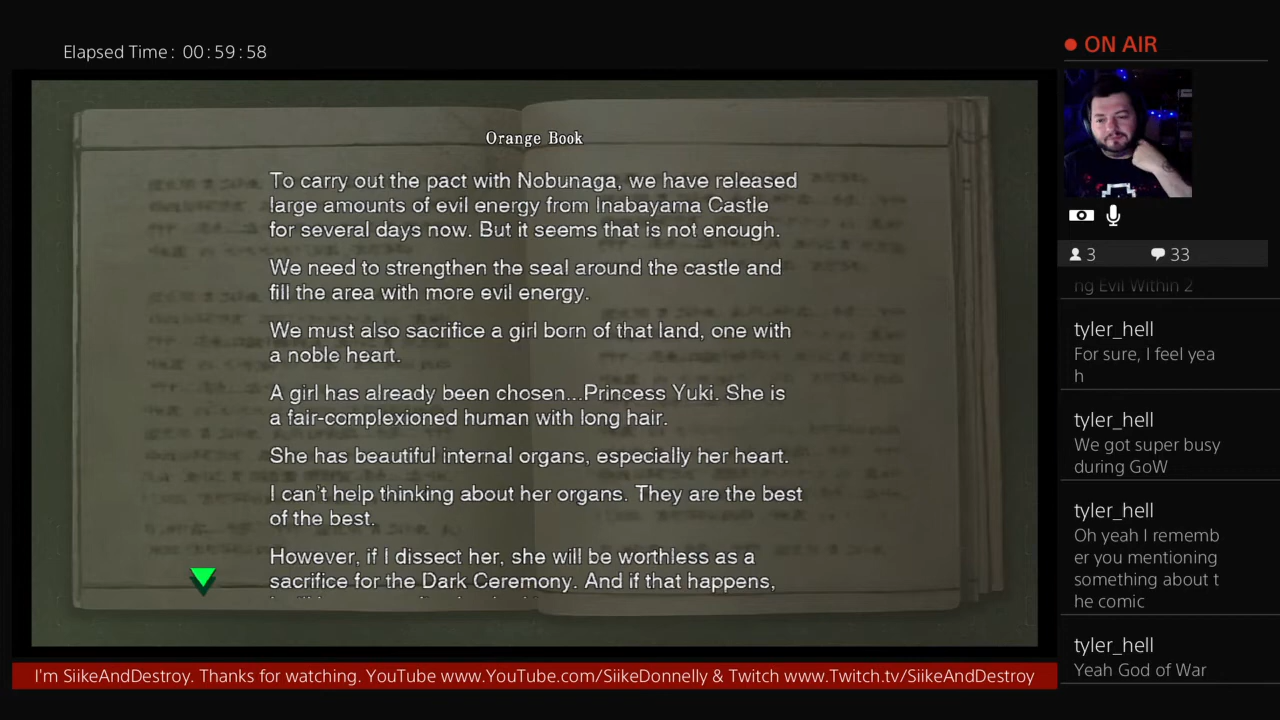 Elapsed Time: 00:59:58
ON AIR
Orange Book
To carry out the pact with Nobunaga, we have released
large amounts of evil energy from Inabayama Castle
for several days now. But it seems that is not enough.
We need to strengthen the seal around the castle and
fill the area with more evil energy.
We must also sacrifice a girl born of that land, one with
a noble heart.
A girl has already been chosen...Princess Yuki. She is
a fair-complexioned human with long hair.
She has beautiful internal organs, especially her heart.
I can't help thinking about her organs. They are the best
of the best.
However, if I dissect her, she will be worthless as a
sacrifice for the Dark Ceremony. And if that happens,
3
33
ng Evil Within 2
tyler_hell
For sure, I feel yea
h
tyler_hell
We got super busy
during GoW
tyler_hell
Oh yeah I rememb
er you mentioning
something about t
he comic
tyler_hell
Yeah God of War
I'm SiikeAndDestroy. Thanks for watching. YouTube www.YouTube.com/SiikeDonnelly & Twitch www.Twitch.tv/SiikeAndDestroy